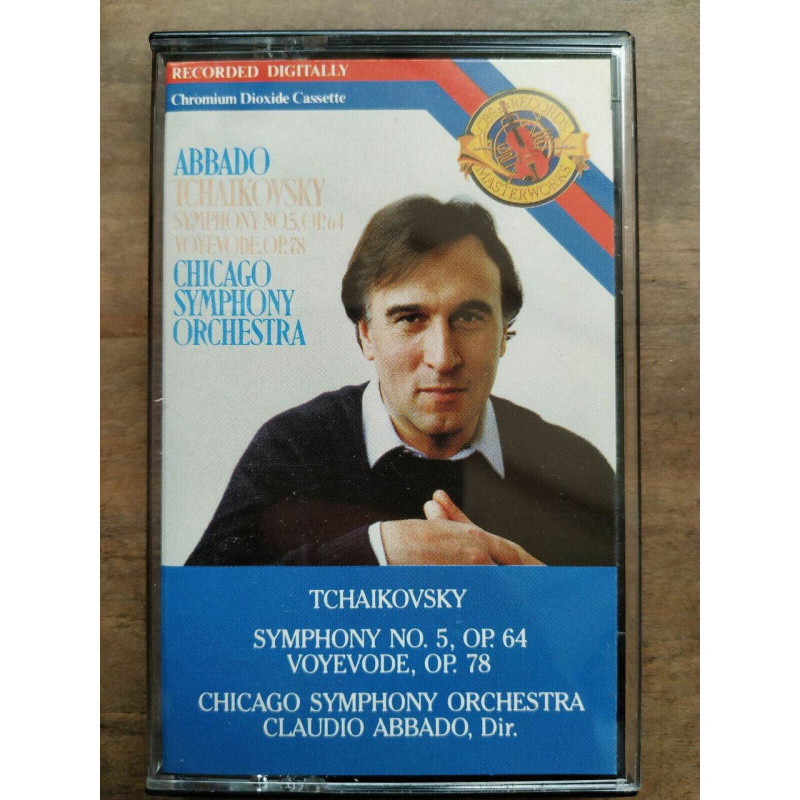 RECORDED DIGITALLY
Chromium Dioxide Cassette
CBS RECORDS
MASTERWORKS
ABBADO
TCHAIKOVSKY
SYMPHONY NO. 5, OP. 64
VOYEVODE, OP. 78
CHICAGO
SYMPHONY
ORCHESTRA
TCHAIKOVSKY
SYMPHONY NO. 5, OP. 64
VOYEVODE, OP. 78
CHICAGO SYMPHONY ORCHESTRA
CLAUDIO ABBADO, Dir.